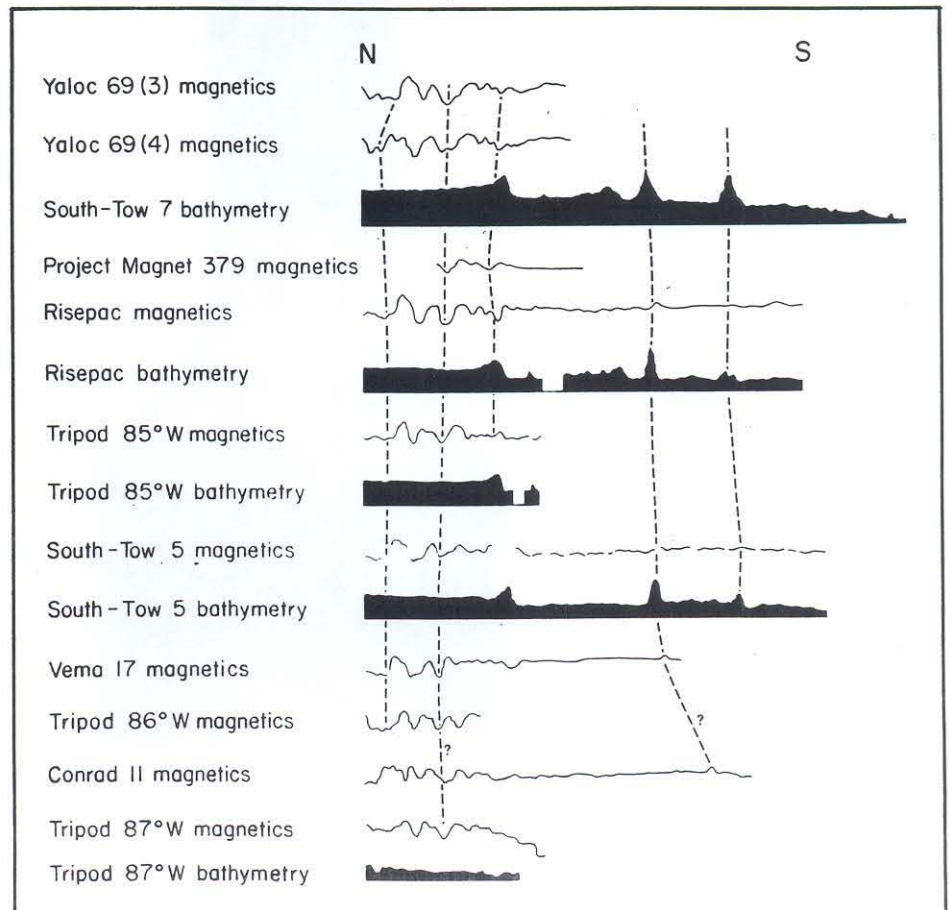 N S
Yaloc 69 (3) magnetics
Yaloc 69 (4) magnetics
South-Tow 7 bathymetry
Project Magnet 379 magnetics
Risepac magnetics
Risepac bathymetry
Tripod 85°W magnetics
Tripod 85°W bathymetry
South-Tow 5 magnetics
South-Tow 5 bathymetry
Vema 17 magnetics
Tripod 86°W magnetics
?
?
Conrad 11 magnetics
Tripod 87°W magnetics
Tripod 87°W bathymetry